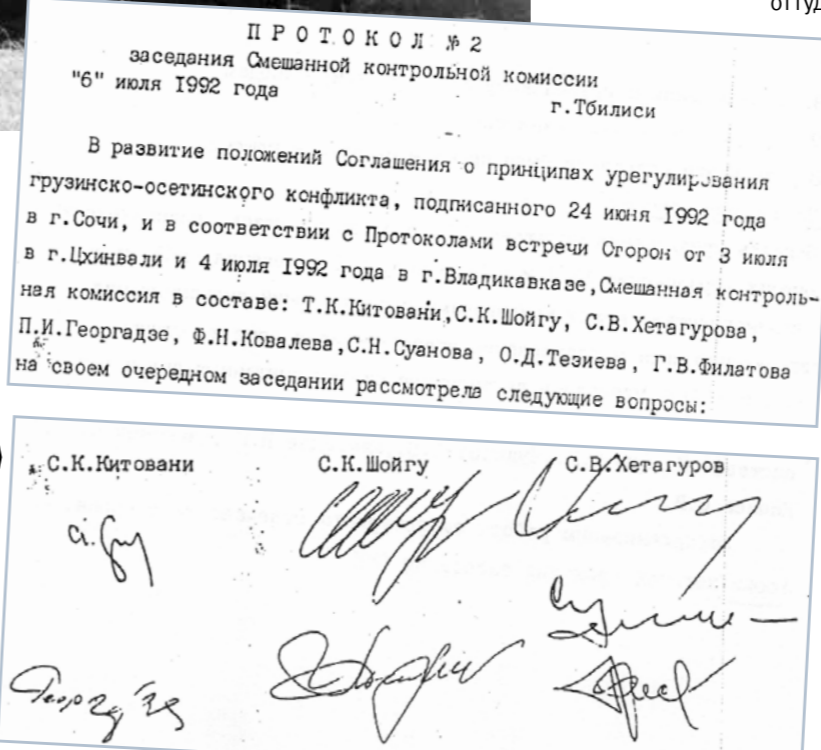 оттуд
П Р О Т О К О Л № 2
заседания Смешанной контрольной комиссии
"6" июля I992 года
г.Тбилиси
В развитие положений Соглашения о принципах урегулирования
грузинско-осетинского конфликта, подписанного 24 июня I992 года
в г.Сочи, и в соответствии с Протоколами встречи Сторон от 3 июля
в г.Цхинвали и 4 июля I992 года в г.Владикавказе,Смешанная контроль-
ная комиссия в составе: Т.К.Китовани,С.К.Шойгу, С.В.Хетагурова,
П.И.Георгадзе, Ф.Н.Ковалева,С.Н.Суанова, О.Д.Тезиева, Г.В.Филатова
на своем очередном заседании рассмотрела следующие вопросы:
С.К.Китовани
С.К.Шойгу
С.В.Хетагуров